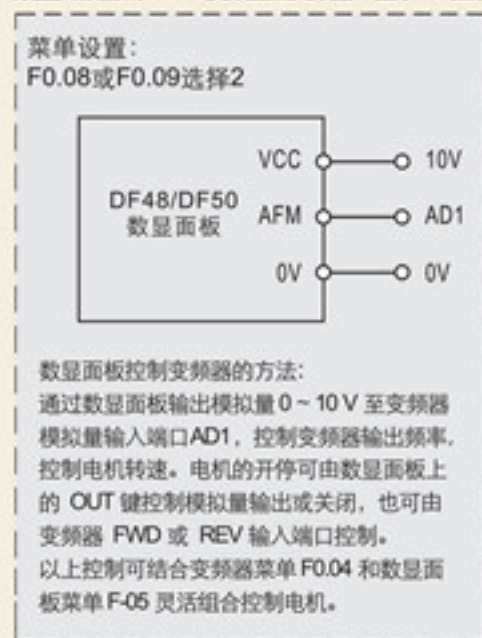 菜单设置：
F0.08或F0.09选择2
VCC 10V
DF48/DF50
数显面板
AFM AD1
0V 0V
数显面板控制变频器的方法：
通过数显面板输出模拟量0~10V至变频器
模拟量输入端口AD1，控制变频器输出频率，
控制电机转速。电机的开停可由数显面板上
的 OUT 键控制模拟量输出或关闭，也可由
变频器 FWD 或 REV 输入端口控制。
以上控制可结合变频器菜单F0.04 和数显面
板菜单F-05 灵活组合控制电机。